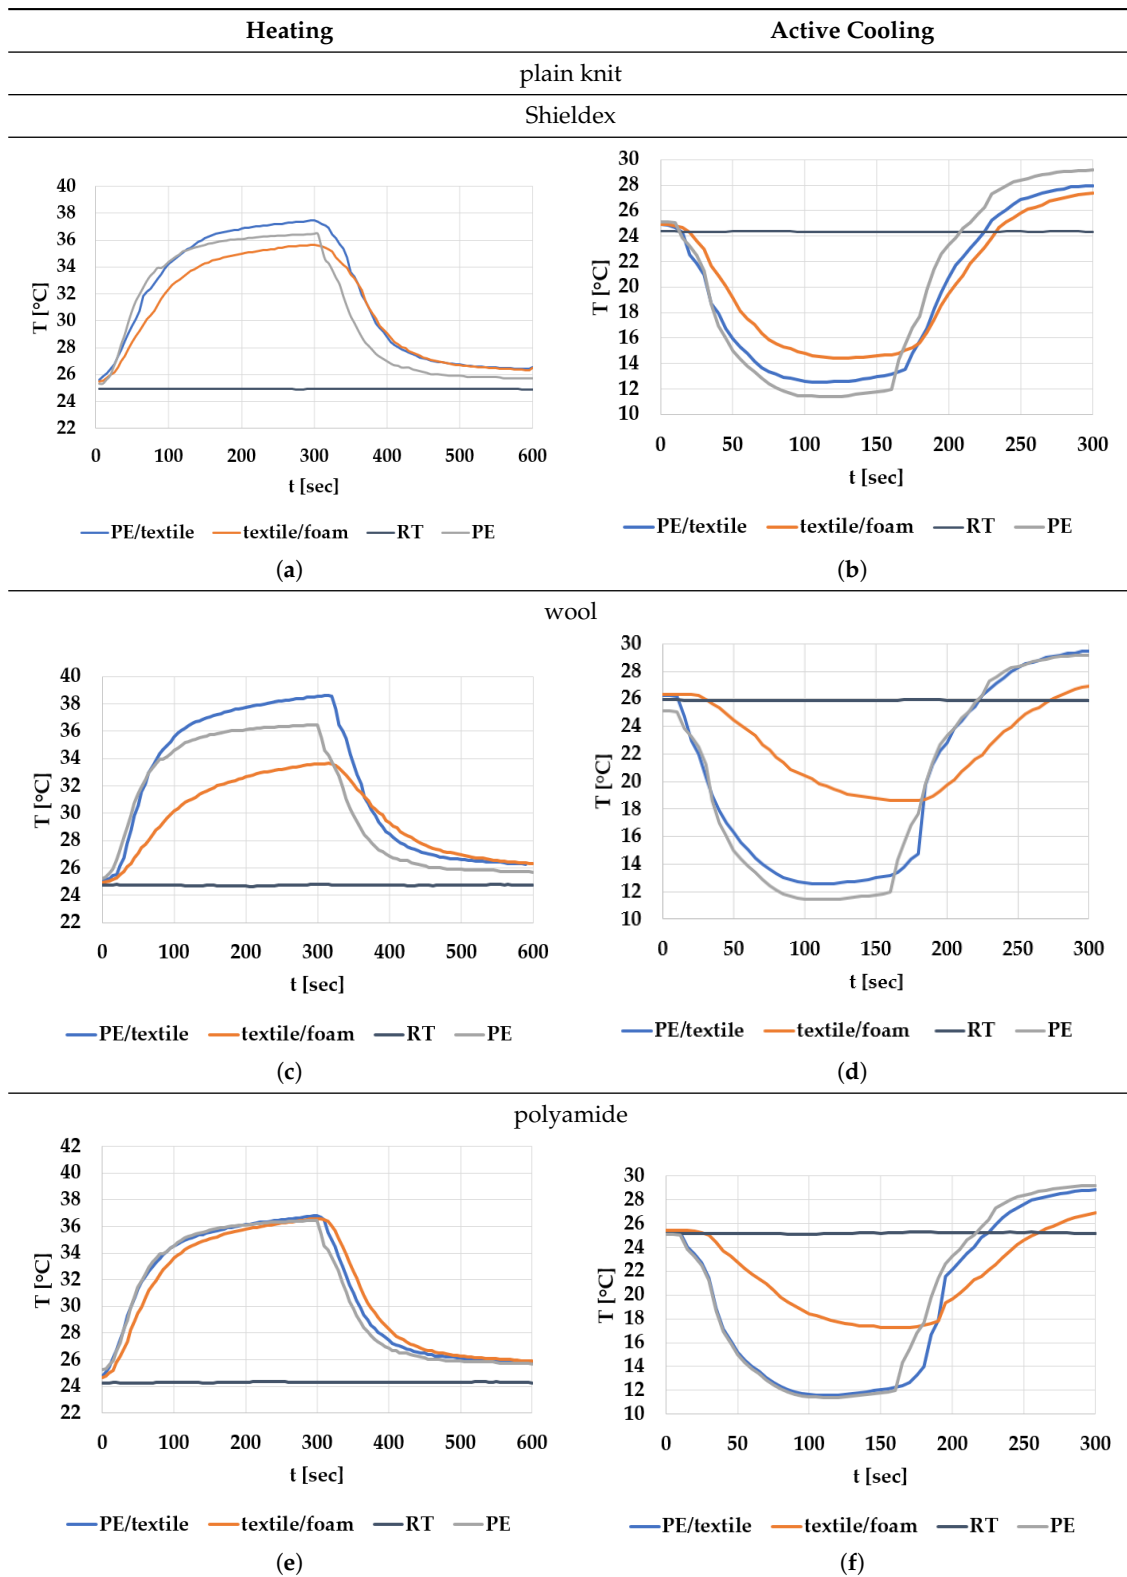 Heating Active Cooling
plain knit
Shieldex
40
38
36
34
32
30
28
26
24
22
T [°C]
0 100 200 300 400 500 600
t [sec]
PE/textile textile/foam RT PE
(a)
30
28
26
24
22
20
18
16
14
12
10
T [°C]
0 50 100 150 200 250 300
t [sec]
PE/textile textile/foam RT PE
(b)
wool
40
38
36
34
32
30
28
26
24
22
T [°C]
0 100 200 300 400 500 600
t [sec]
PE/textile textile/foam RT PE
(c)
30
28
26
24
22
20
18
16
14
12
10
T [°C]
0 50 100 150 200 250 300
t [sec]
PE/textile textile/foam RT PE
(d)
polyamide
42
40
38
36
34
32
30
28
26
24
22
T [°C]
0 100 200 300 400 500 600
t [sec]
PE/textile textile/foam RT PE
(e)
30
28
26
24
22
20
18
16
14
12
10
T [°C]
0 50 100 150 200 250 300
t [sec]
PE/textile textile/foam RT PE
(f)